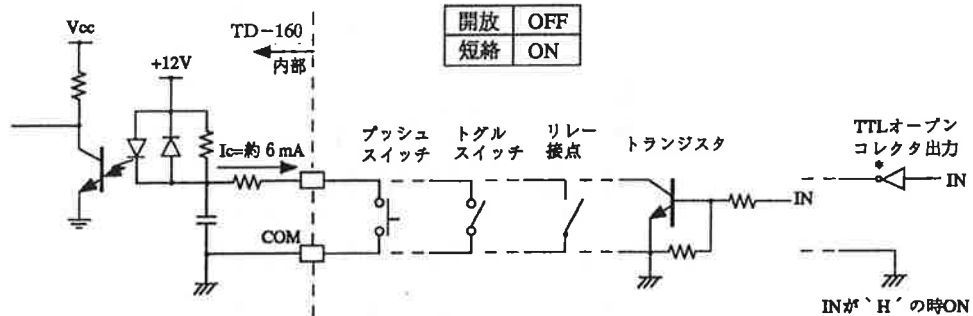 開放 OFF
短絡 ON
Vcc
TD-160
内部
+12V
Ic=約 6 mA
COM
プッシュ
スイッチ
トグル
スイッチ
リレー
接点
トランジスタ
IN
TTLオープン
コレクタ出力
*
IN
INが `H´ の時ON